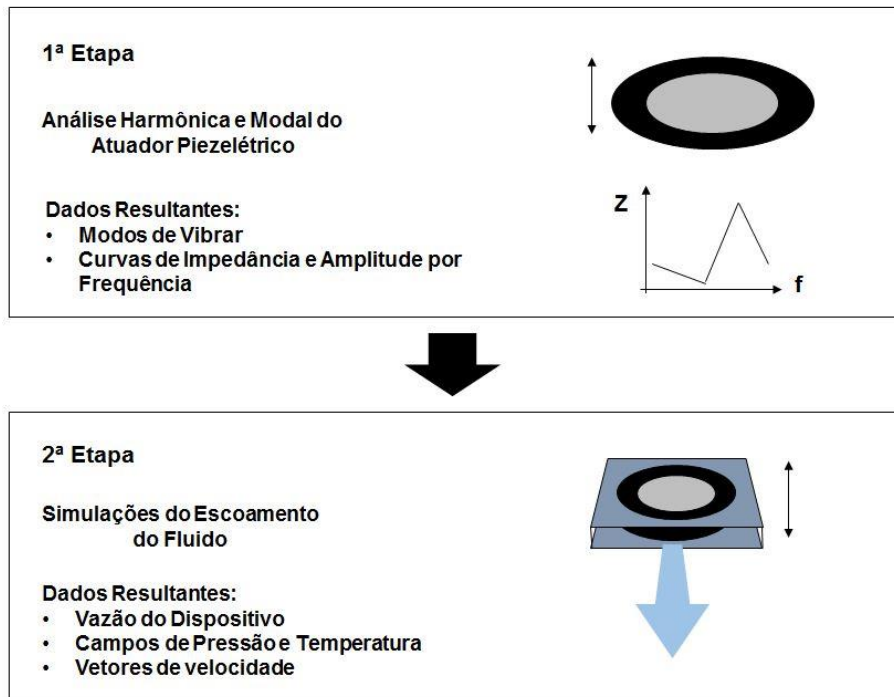 1ª Etapa
Análise Harmônica e Modal do
Atuador Piezelétrico
Dados Resultantes:
• Modos de Vibrar
• Curvas de Impedância e Amplitude por
Frequência
Z
f
2ª Etapa
Simulações do Escoamento
do Fluido
Dados Resultantes:
• Vazão do Dispositivo
• Campos de Pressão e Temperatura
• Vetores de velocidade